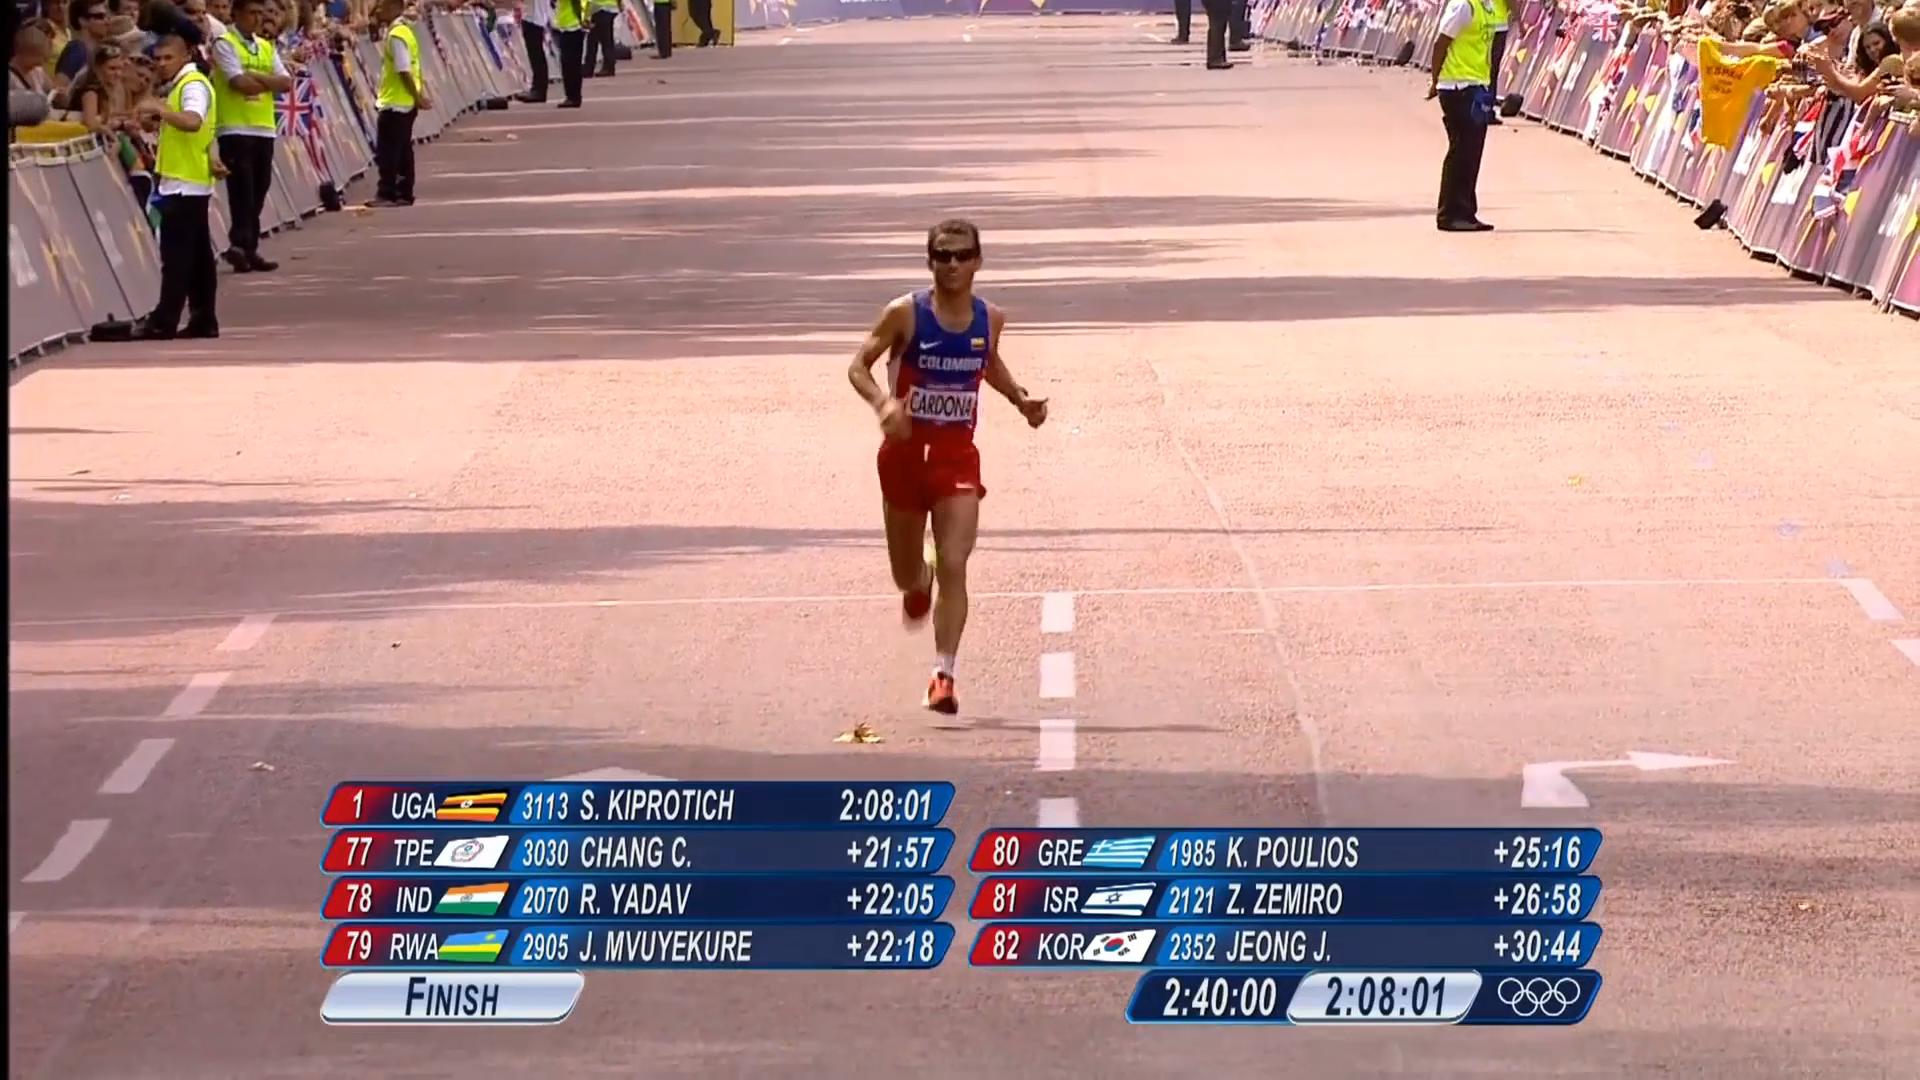 COLOMBIA
CARDONA
1 UGA 3113 S. KIPROTICH 2:08:01
77 TPE 3030 CHANG C. +21:57
78 IND 2070 R. YADAV +22:05
79 RWA 2905 J. MVUYEKURE +22:18
80 GRE 1985 K. POULIOS +25:16
81 ISR 2121 Z. ZEMIRO +26:58
82 KOR 2352 JEONG J. +30:44
FINISH
2:40:00 2:08:01